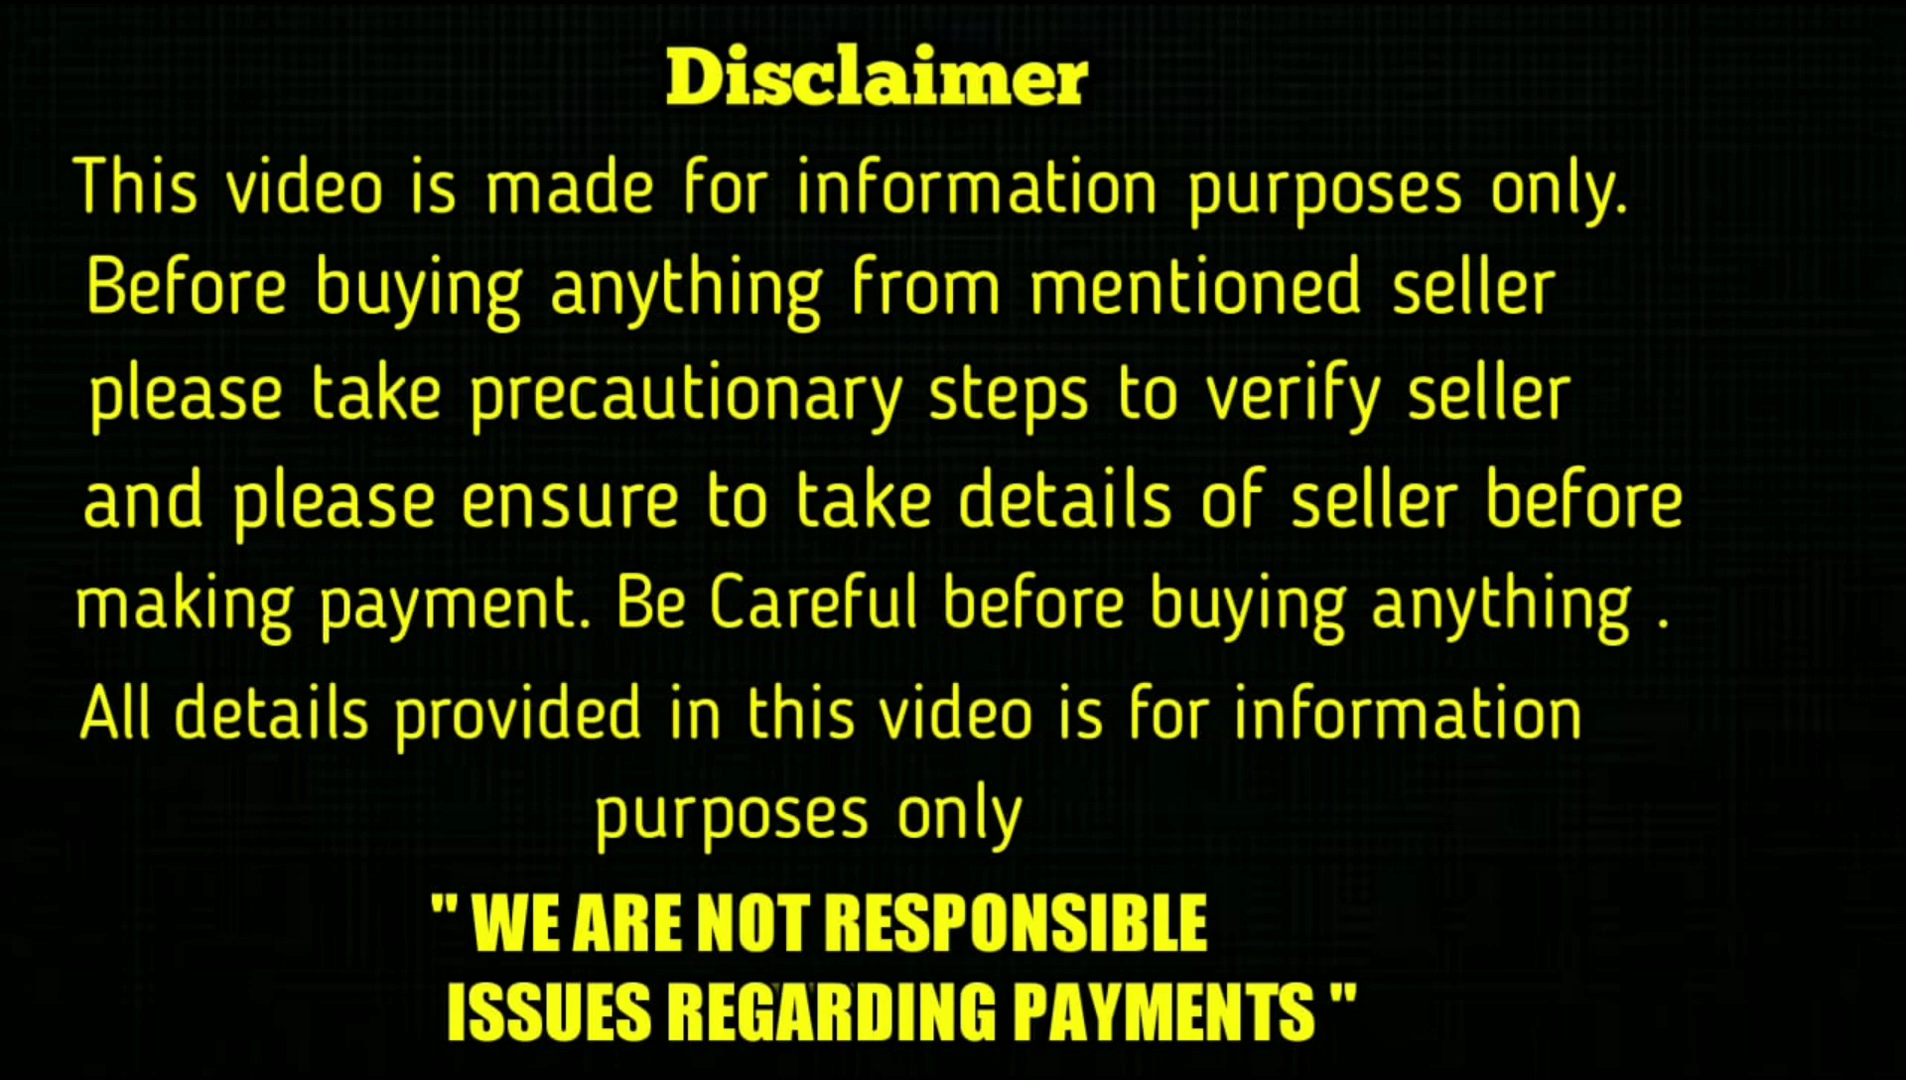 Disclaimer
This video is made for information purposes only.
Before buying anything from mentioned seller
please take precautionary steps to verify seller
and please ensure to take details of seller before
making payment. Be Careful before buying anything .
All details provided in this video is for information
purposes only
" WE ARE NOT RESPONSIBLE
ISSUES REGARDING PAYMENTS "